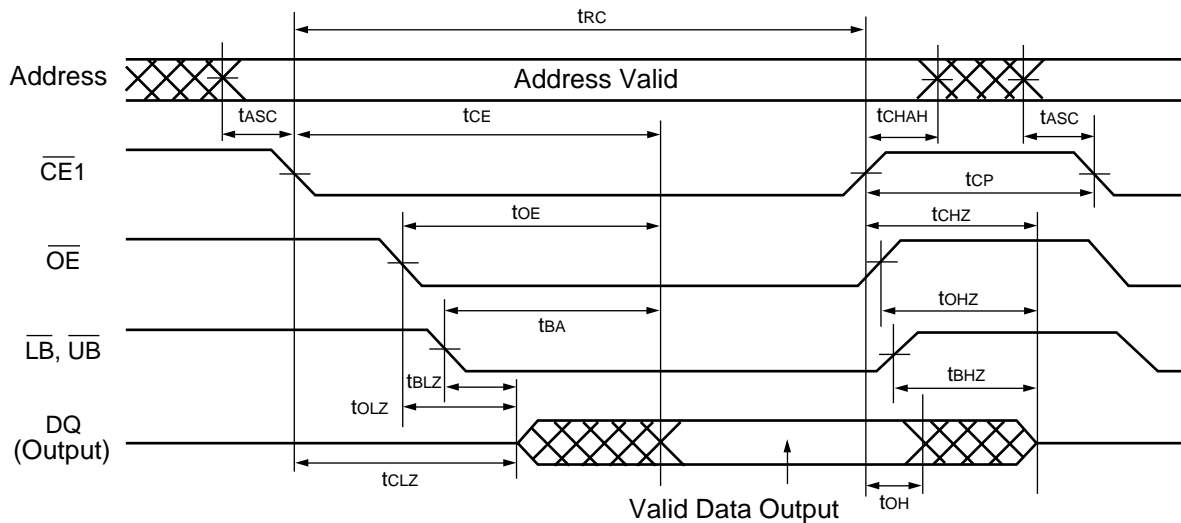 tRC
Address
Address Valid
tASC
tCE
tCHAH
tASC
CE1
tCP
tOE
tCHZ
OE
tOHZ
tBA
LB, UB
tBLZ
tBHZ
tOLZ
DQ
(Output)
tCLZ
tOH
Valid Data Output